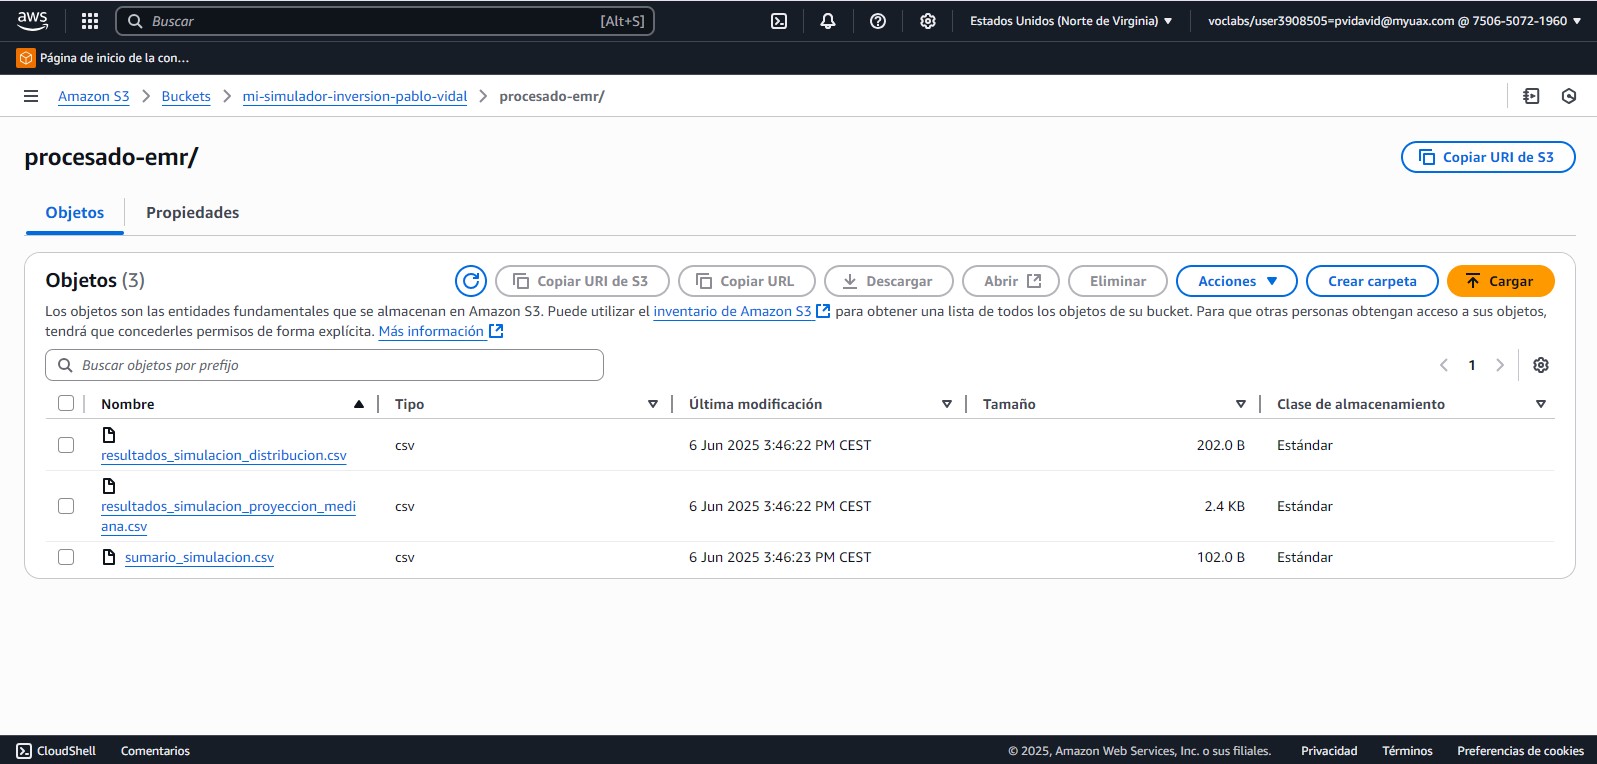 aws
Buscar [Alt+S]
Estados Unidos (Norte de Virginia)
voclabs/user3908505=pvidavid@myuax.com @ 7506-5072-1960
Página de inicio de la con...
Amazon S3 > Buckets > mi-simulador-inversion-pablo-vidal > procesado-emr/
procesado-emr/
Copiar URI de S3
Objetos Propiedades
Objetos (3)
Copiar URI de S3 Copiar URL Descargar Abrir Eliminar Acciones Crear carpeta Cargar
Los objetos son las entidades fundamentales que se almacenan en Amazon S3. Puede utilizar el inventario de Amazon S3 para obtener una lista de todos los objetos de su bucket. Para que otras personas obtengan acceso a sus objetos,
tendrá que concederles permisos de forma explícita. Más información
Buscar objetos por prefijo
1
Nombre Tipo Última modificación Tamaño Clase de almacenamiento
resultados_simulacion_distribucion.csv csv 6 Jun 2025 3:46:22 PM CEST 202.0 B Estándar
resultados_simulacion_proyeccion_medi
ana.csv csv 6 Jun 2025 3:46:22 PM CEST 2.4 KB Estándar
sumario_simulacion.csv csv 6 Jun 2025 3:46:23 PM CEST 102.0 B Estándar
CloudShell Comentarios © 2025, Amazon Web Services, Inc. o sus filiales. Privacidad Términos Preferencias de cookies